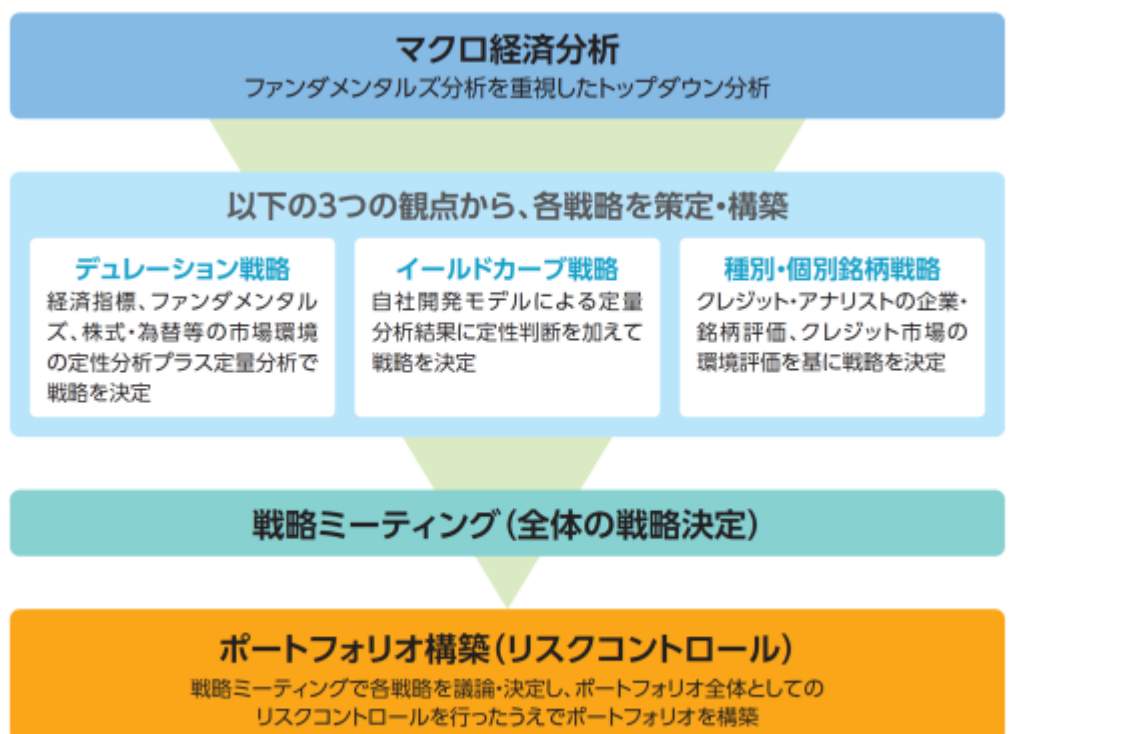 マクロ経済分析
ファンダメンタルズ分析を重視したトップダウン分析
以下の3つの観点から、各戦略を策定・構築
デュレーション戦略
経済指標、ファンダメンタル
ズ、株式・為替等の市場環境
の定性分析プラス定量分析で
戦略を決定
イールドカーブ戦略
自社開発モデルによる定量
分析結果に定性判断を加えて
戦略を決定
種別・個別銘柄戦略
クレジット・アナリストの企業・
銘柄評価、クレジット市場の
環境評価を基に戦略を決定
戦略ミーティング(全体の戦略決定)
ポートフォリオ構築(リスクコントロール)
戦略ミーティングで各戦略を議論・決定し、ポートフォリオ全体としての
リスクコントロールを行ったうえでポートフォリオを構築